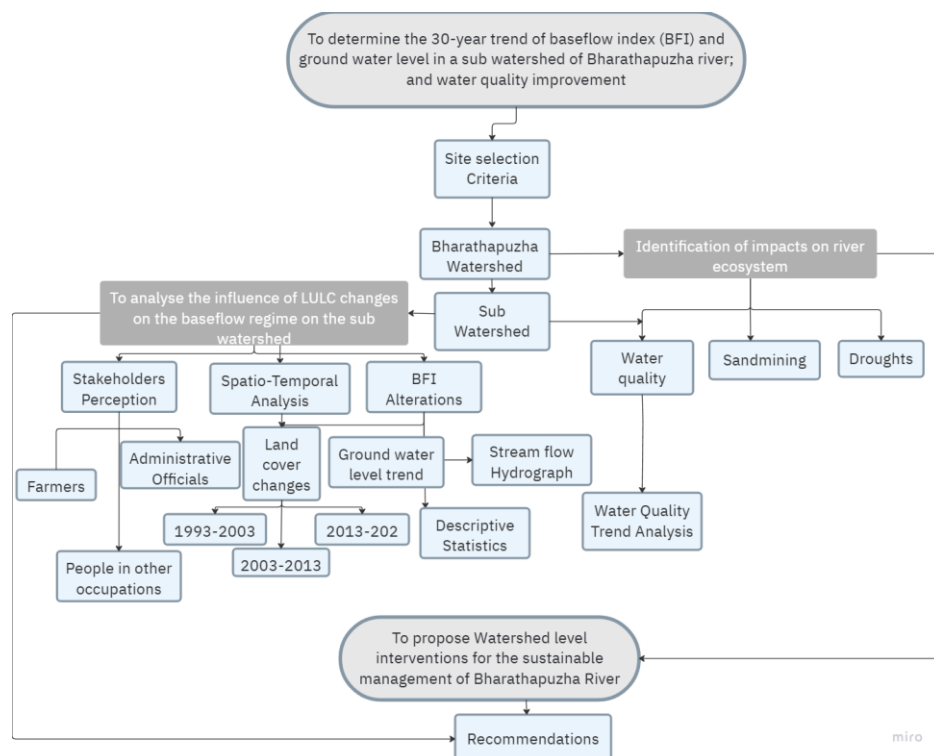 To determine the 30-year trend of baseflow index (BFI) and
ground water level in a sub watershed of Bharathapuzha river;
and water quality improvement
Site selection
Criteria
Bharathapuzha
Watershed
Identification of impacts on river
ecosystem
To analyse the influence of LULC changes
on the baseflow regime on the sub
watershed
Sub
Watershed
Water
quality
Sandmining
Droughts
Stakeholders
Perception
Spatio-Temporal
Analysis
BFI
Alterations
Farmers
Administrative
Officials
Land
cover
changes
Ground water
level trend
Stream flow
Hydrograph
1993-2003
2003-2013
2013-202
Descriptive
Statistics
Water Quality
Trend Analysis
People in other
occupations
To propose Watershed level
interventions for the sustainable
management of Bharathapuzha River
Recommendations
miro